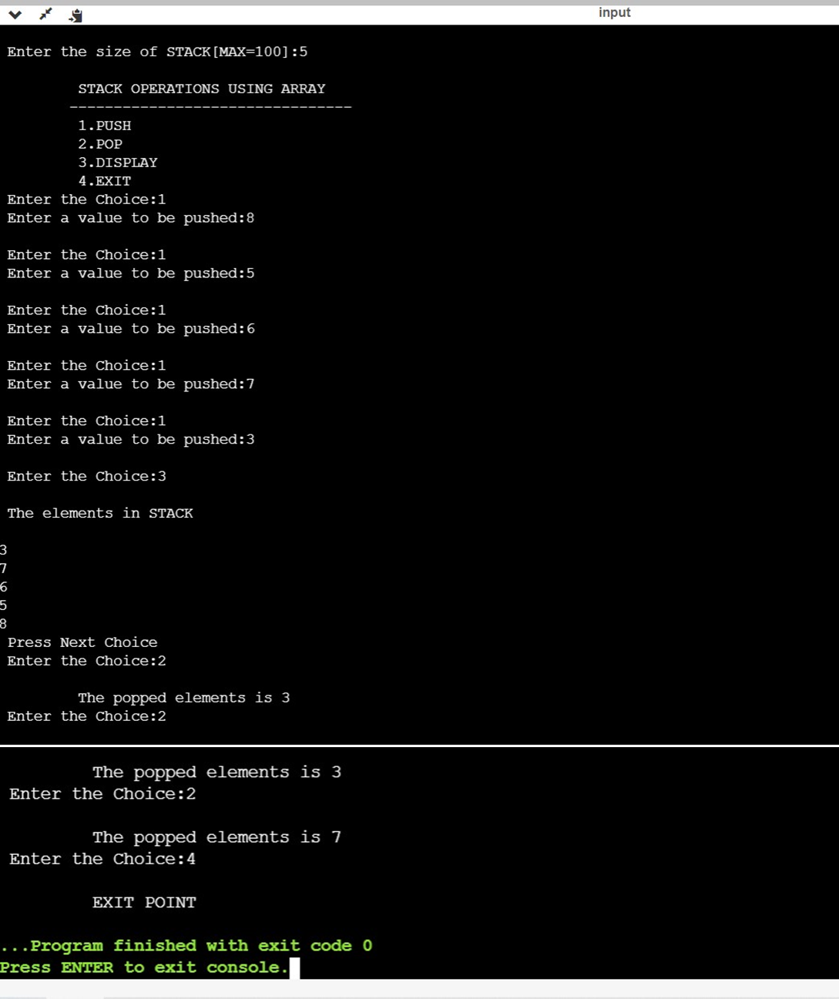 input
Enter the size of STACK[MAX=100]:5
STACK OPERATIONS USING ARRAY
--------------------------------
1.PUSH
2.POP
3.DISPLAY
4.EXIT
Enter the Choice:1
Enter a value to be pushed:8
Enter the Choice:1
Enter a value to be pushed:5
Enter the Choice:1
Enter a value to be pushed:6
Enter the Choice:1
Enter a value to be pushed:7
Enter the Choice:1
Enter a value to be pushed:3
Enter the Choice:3
The elements in STACK
3
7
6
5
8
Press Next Choice
Enter the Choice:2
The popped elements is 3
Enter the Choice:2
The popped elements is 3
Enter the Choice:2
The popped elements is 7
Enter the Choice:4
EXIT POINT
...Program finished with exit code 0
Press ENTER to exit console.